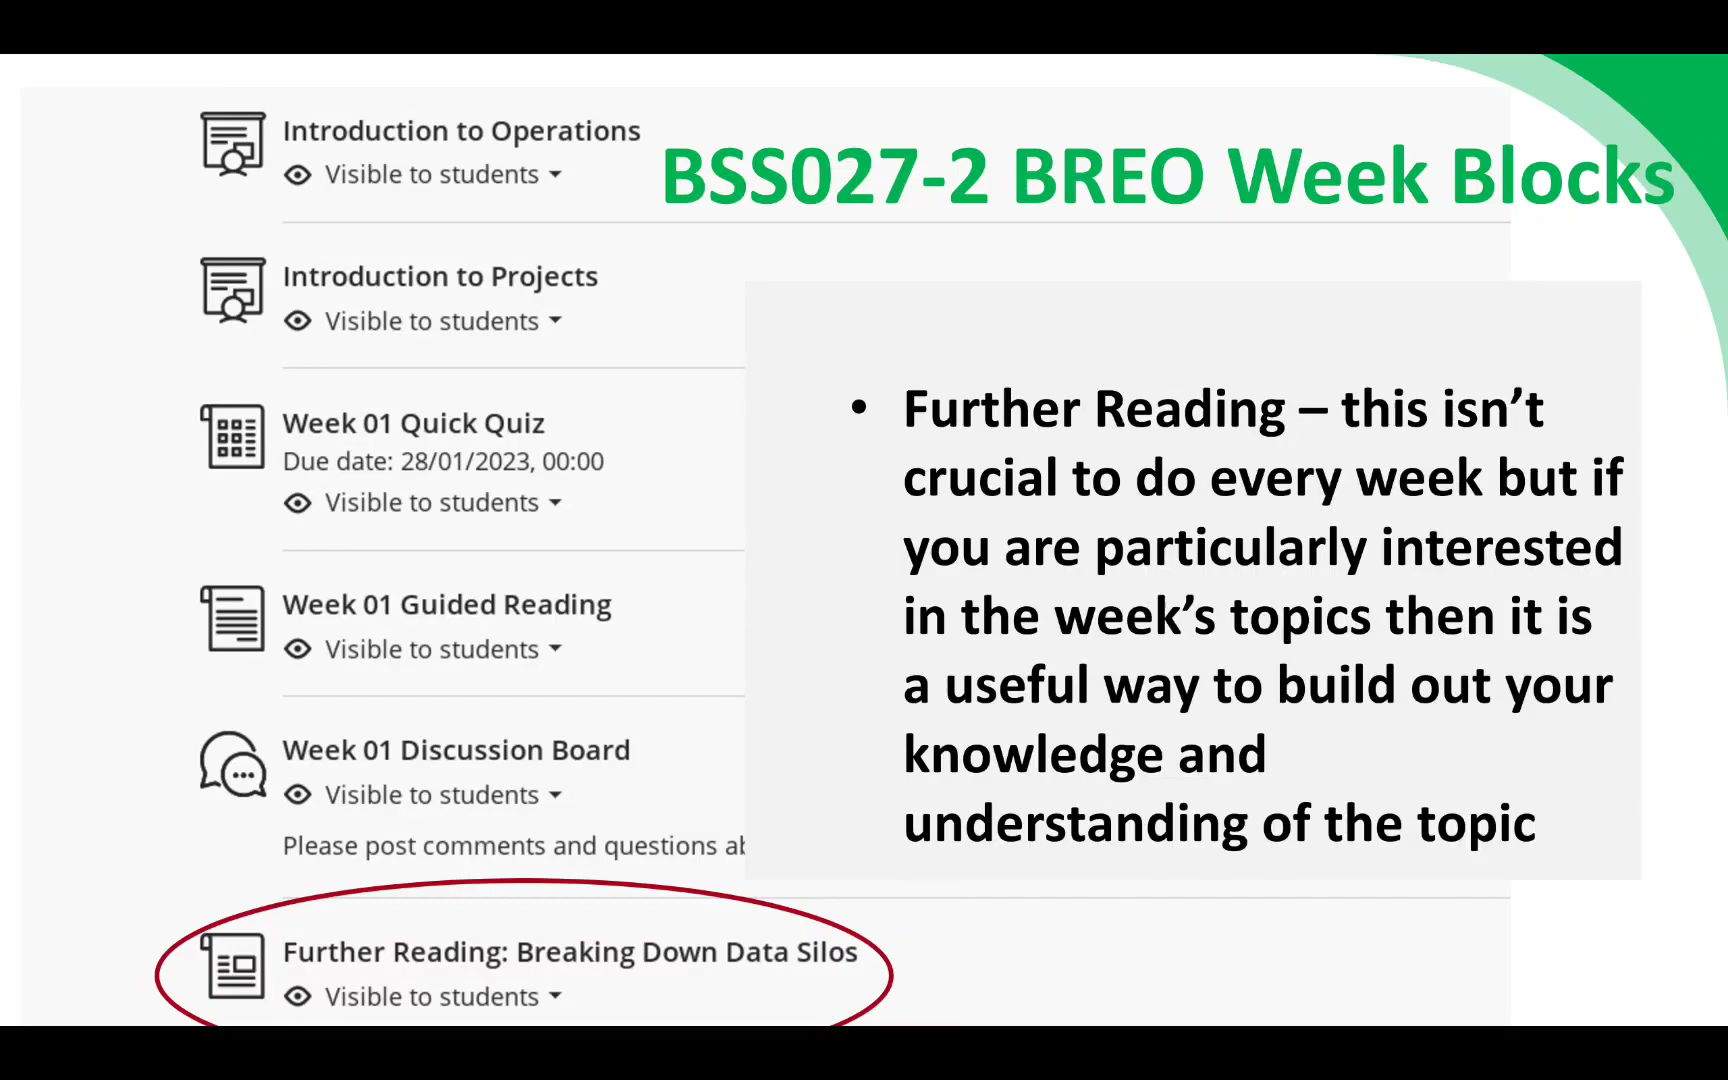 Introduction to Operations
Visible to students
BSS027-2 BREO Week Blocks
Introduction to Projects
Visible to students
Week 01 Quick Quiz
Due date: 28/01/2023, 00:00
Visible to students
Week 01 Guided Reading
Visible to students
Week 01 Discussion Board
Visible to students
Please post comments and questions
Further Reading: Breaking Down Data Silos
Visible to students
• Further Reading – this isn’t
crucial to do every week but if
you are particularly interested
in the week’s topics then it is
a useful way to build out your
knowledge and
understanding of the topic